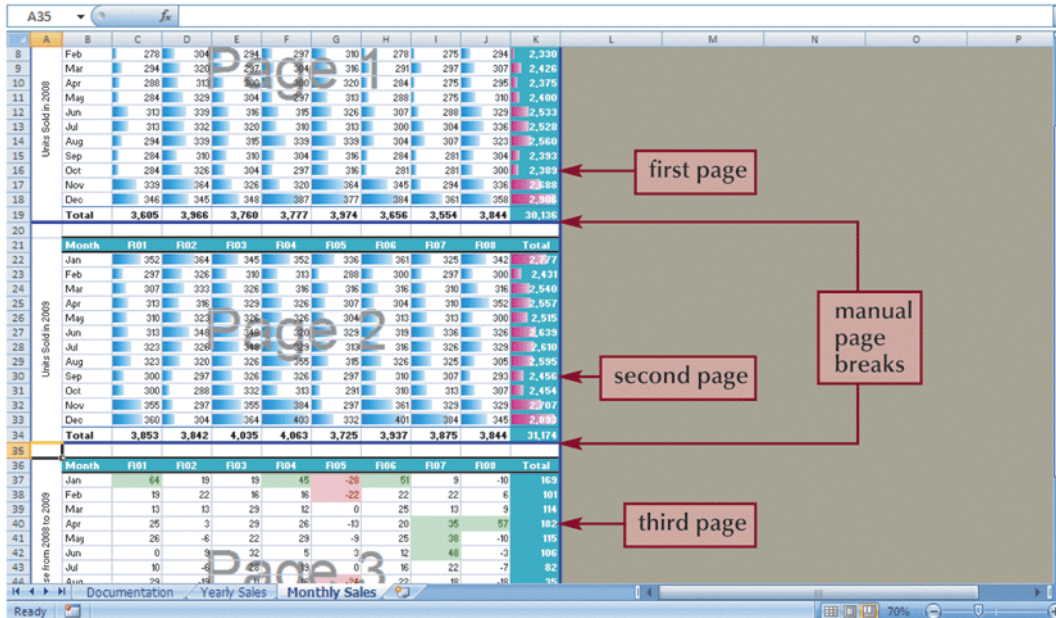 A35 fx
A B C D E F G H I J K L M N O P
8 Feb 278 304 294 297 310 278 275 294 2,330
9 Mar 294 320 297 304 316 291 297 307 2,426
10 Apr 288 313 300 300 320 284 275 295 2,375
11 May 284 329 304 297 313 288 275 310 2,400
12 Jun 313 339 316 315 326 307 288 329 2,533
13 Jul 313 332 320 310 313 300 304 336 2,528
14 Aug 294 339 315 339 339 304 307 323 2,560
15 Sep 284 310 310 304 316 284 281 304 2,393
16 Oct 284 326 304 297 316 281 281 300 2,389
17 Nov 339 364 326 320 364 345 294 336 2,688
18 Dec 346 345 348 387 377 384 361 358 2,906
19 Total 3,605 3,966 3,760 3,777 3,974 3,656 3,554 3,844 30,136
Units Sold in 2008
Page 1
first page
20
21 Month R01 R02 R03 R04 R05 R06 R07 R08 Total
22 Jan 352 364 345 352 336 361 325 342 2,777
23 Feb 297 326 310 313 288 300 297 300 2,431
24 Mar 307 333 326 316 316 316 310 316 2,540
25 Apr 313 316 329 326 307 304 310 352 2,557
26 May 310 323 326 326 304 313 313 300 2,515
27 Jun 313 348 348 320 329 319 336 326 2,639
28 Jul 323 326 348 329 313 316 326 329 2,610
29 Aug 323 320 326 355 315 326 325 305 2,595
30 Sep 300 297 326 326 297 310 307 293 2,456
31 Oct 300 288 332 313 291 310 313 307 2,454
32 Nov 355 297 355 384 297 361 329 329 2,707
33 Dec 360 304 364 403 332 401 384 345 2,893
34 Total 3,853 3,842 4,035 4,063 3,725 3,937 3,875 3,844 31,174
Units Sold in 2009
Page 2
manual
page
breaks
second page
35
36 Month R01 R02 R03 R04 R05 R06 R07 R08 Total
37 Jan 64 19 19 45 -28 51 9 -10 169
38 Feb 19 22 16 16 -22 22 22 6 101
39 Mar 13 13 29 12 0 25 13 9 114
40 Apr 25 3 29 26 -13 20 35 57 182
41 May 26 -6 22 29 -9 25 38 -10 115
42 Jun 0 9 32 5 3 12 48 -3 106
43 Jul 10 -6 28 19 0 16 22 -7 82
44 Aug 29 -19 11 16 -24 22 18 -18 35
se from 2008 to 2009
Page 3
third page
Documentation Yearly Sales Monthly Sales
Ready 70%